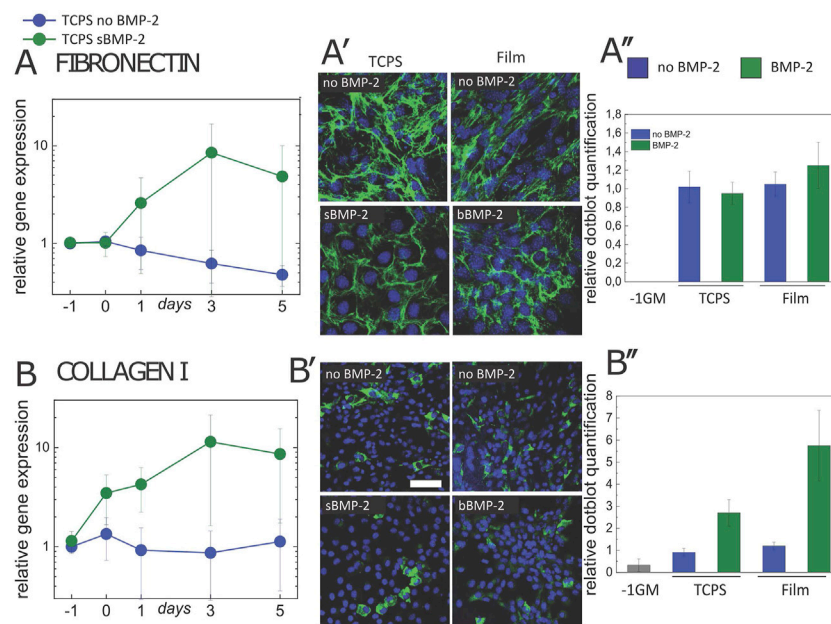 TCPS no BMP-2
TCPS sBMP-2
A FIBRONECTIN
relative gene expression
10
1
-1 0 1 days 3 5
A′ TCPS Film
no BMP-2 no BMP-2
sBMP-2 bBMP-2
A″ no BMP-2 BMP-2
relative dotblot quantification
1.8
1.6
1.4
1.2
1.0
0.8
0.6
0.4
0.2
0.0
no BMP-2
BMP-2
-1GM TCPS Film
B COLLAGEN I
relative gene expression
10
1
-1 0 1 days 3 5
B′
no BMP-2 no BMP-2
sBMP-2 bBMP-2
B″
relative dotblot quantification
8
7
6
5
4
3
2
1
0
-1GM TCPS Film